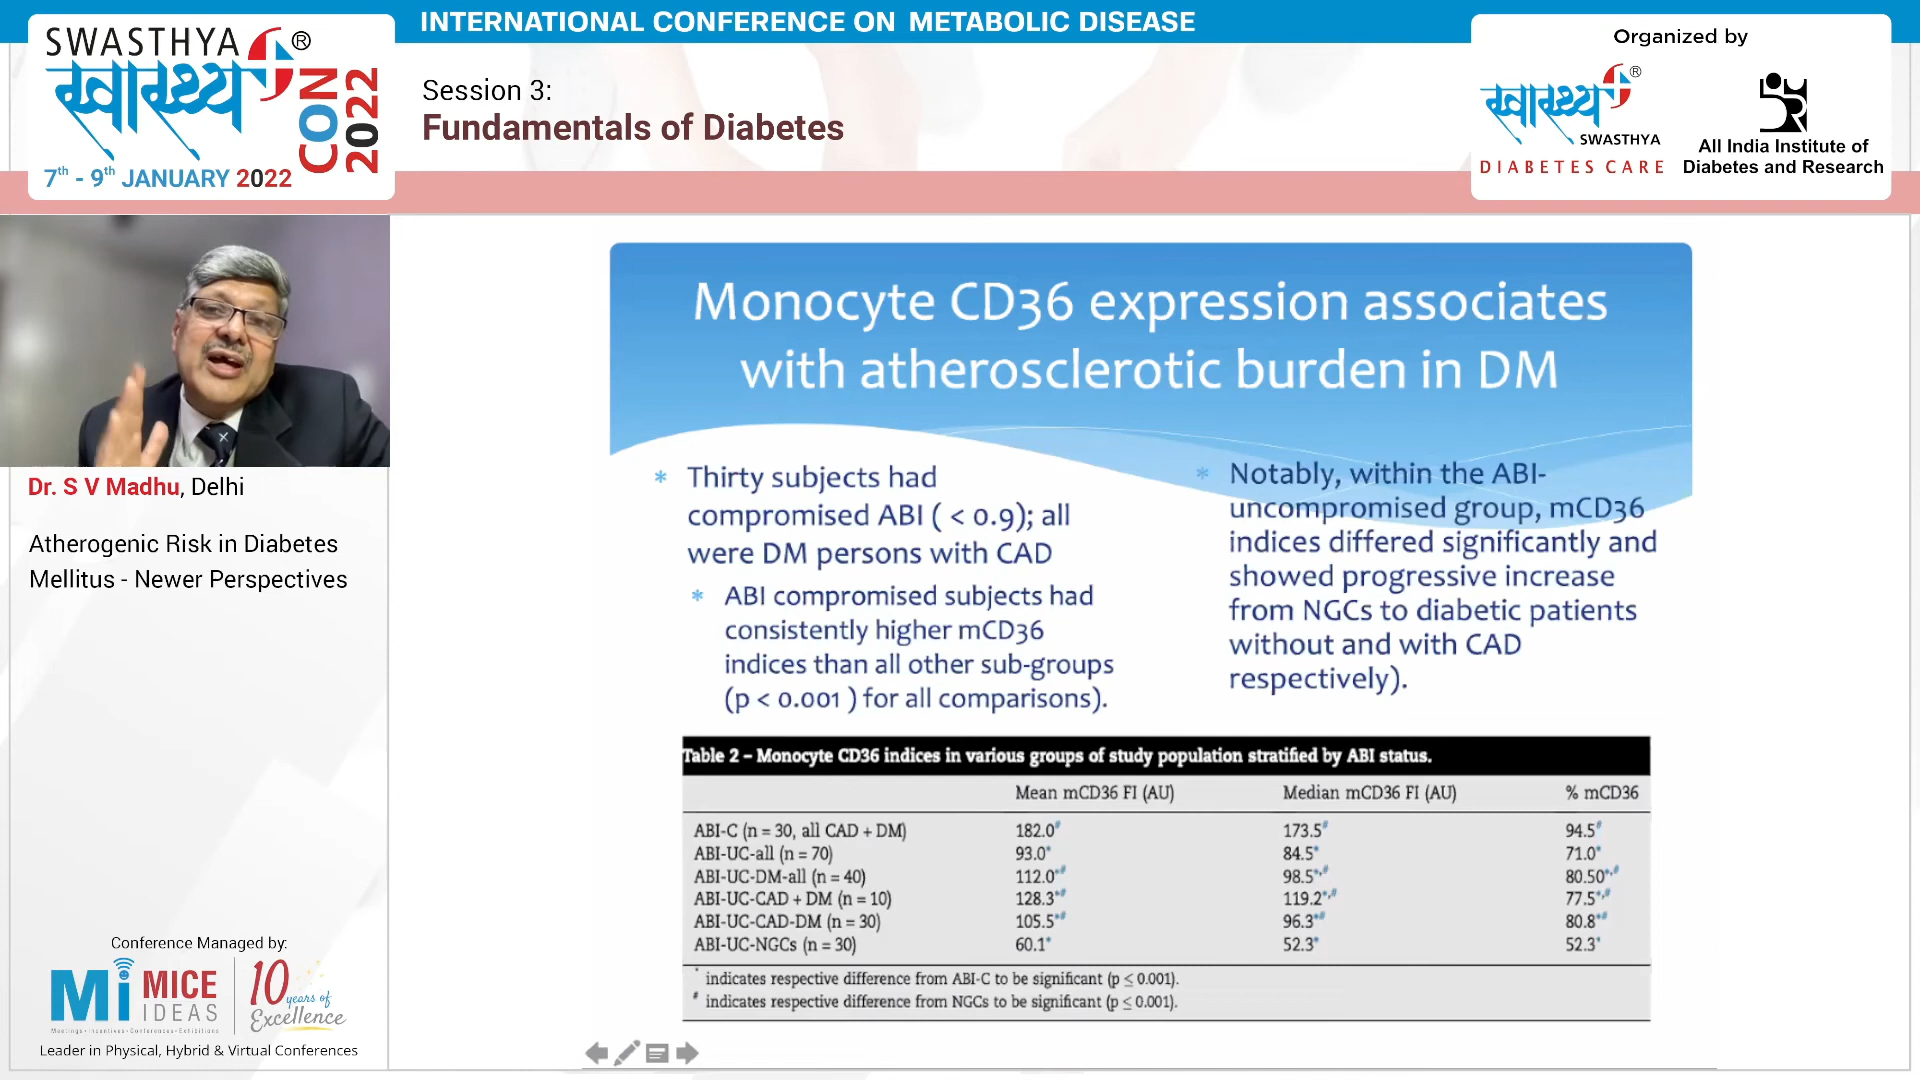 INTERNATIONAL CONFERENCE ON METABOLIC DISEASE
SWASTHYA ®
स्वास्थ्य
CON 2022
7th - 9th JANUARY 2022
Session 3:
Fundamentals of Diabetes
Organized by
स्वास्थ्य ®
SWASTHYA
DIABETES CARE
All India Institute of
Diabetes and Research
Dr. S V Madhu, Delhi
Atherogenic Risk in Diabetes
Mellitus - Newer Perspectives
Conference Managed by:
Mi MICE
IDEAS
Meetings • Incentives • Conferences • Exhibitions
10
years of
Excellence
Leader in Physical, Hybrid & Virtual Conferences
Monocyte CD36 expression associates
with atherosclerotic burden in DM
* Thirty subjects had
compromised ABI ( < 0.9); all
were DM persons with CAD
* ABI compromised subjects had
consistently higher mCD36
indices than all other sub-groups
(p < 0.001 ) for all comparisons).
* Notably, within the ABI-
uncompromised group, mCD36
indices differed significantly and
showed progressive increase
from NGCs to diabetic patients
without and with CAD
respectively).
Table 2 – Monocyte CD36 indices in various groups of study population stratified by ABI status.
Mean mCD36 FI (AU) Median mCD36 FI (AU) % mCD36
ABI-C (n = 30, all CAD + DM) 182.0# 173.5# 94.5#
ABI-UC-all (n = 70) 93.0* 84.5* 71.0*
ABI-UC-DM-all (n = 40) 112.0*# 98.5*,# 80.50*,#
ABI-UC-CAD + DM (n = 10) 128.3*# 119.2*,# 77.5*,#
ABI-UC-CAD-DM (n = 30) 105.5*# 96.3*# 80.8*#
ABI-UC-NGCs (n = 30) 60.1* 52.3* 52.3*
* indicates respective difference from ABI-C to be significant (p ≤ 0.001).
# indicates respective difference from NGCs to be significant (p ≤ 0.001).